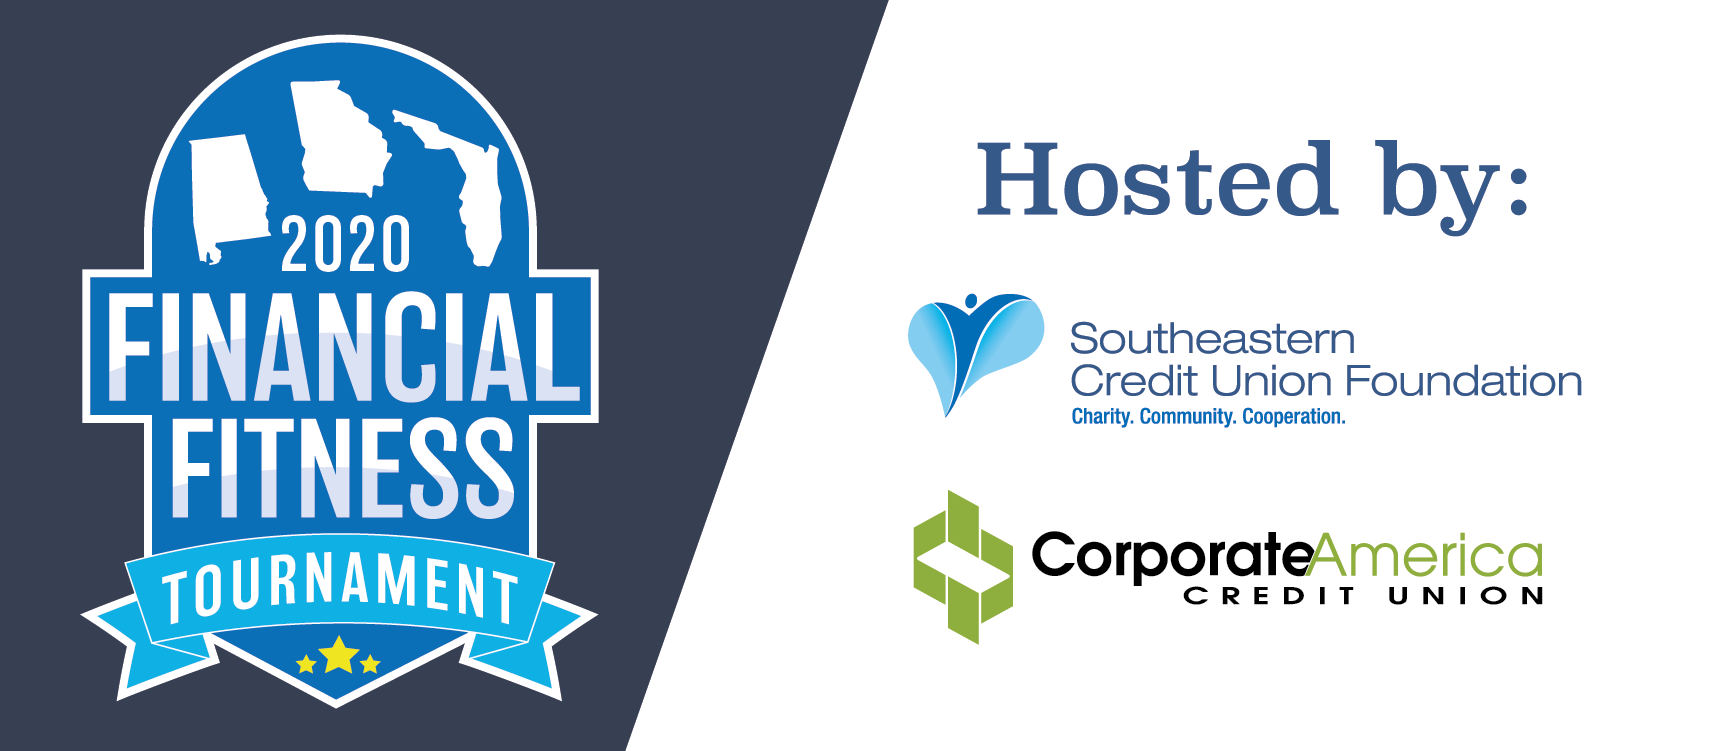 2020
FINANCIAL
FITNESS
TOURNAMENT
Hosted by:
Southeastern
Credit Union Foundation
Charity. Community. Cooperation.
CorporateAmerica
CREDIT UNION